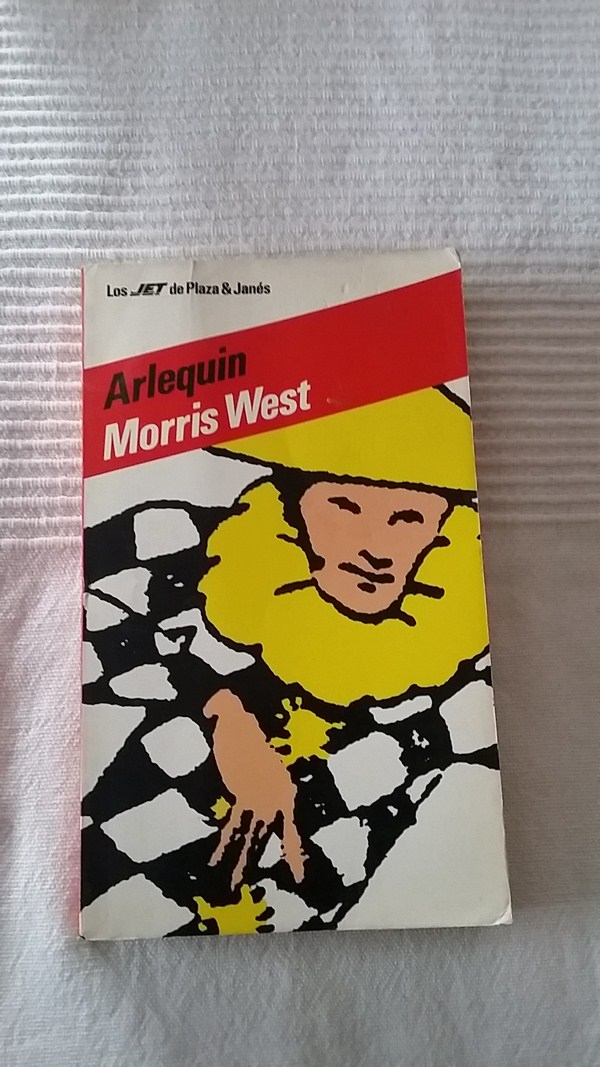 Los JET de Plaza & Janés
Arlequin
Morris West